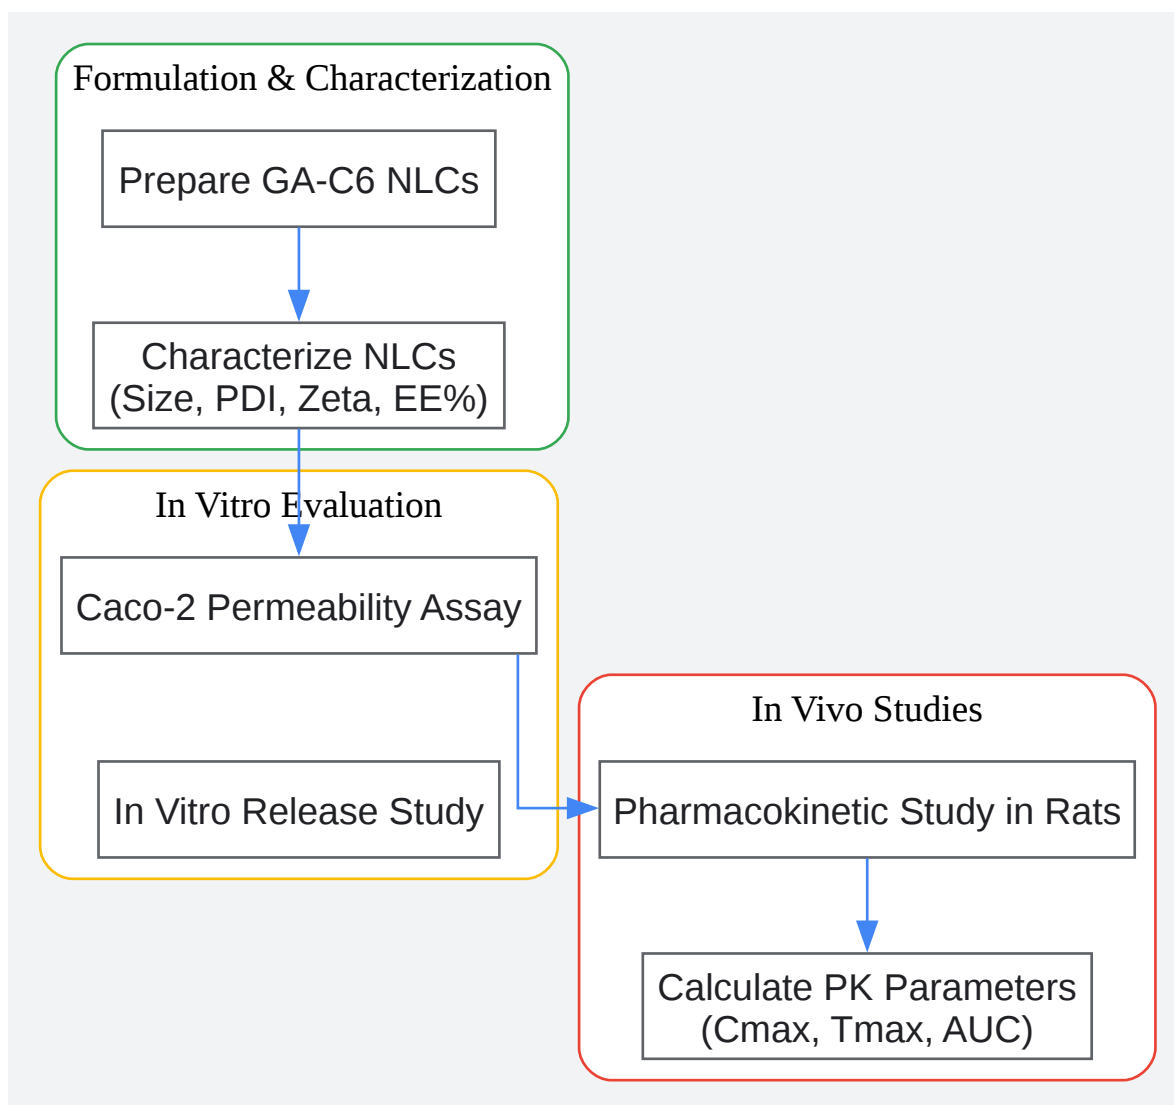 Formulation & Characterization
Prepare GA-C6 NLCs
Characterize NLCs
(Size, PDI, Zeta, EE%)
In Vitro Evaluation
Caco-2 Permeability Assay
In Vitro Release Study
In Vivo Studies
Pharmacokinetic Study in Rats
Calculate PK Parameters
(Cmax, Tmax, AUC)